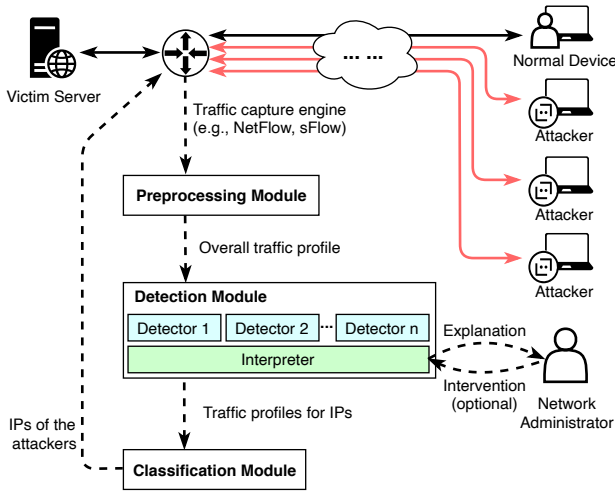 ... ...
Victim Server
Normal Device
Traffic capture engine
(e.g., NetFlow, sFlow)
Attacker
Preprocessing Module
Attacker
Overall traffic profile
Attacker
Detection Module
Detector 1
Detector 2
...
Detector n
Interpreter
Explanation
Intervention
(optional)
Network
Administrator
Traffic profiles for IPs
IPs of the
attackers
Classification Module